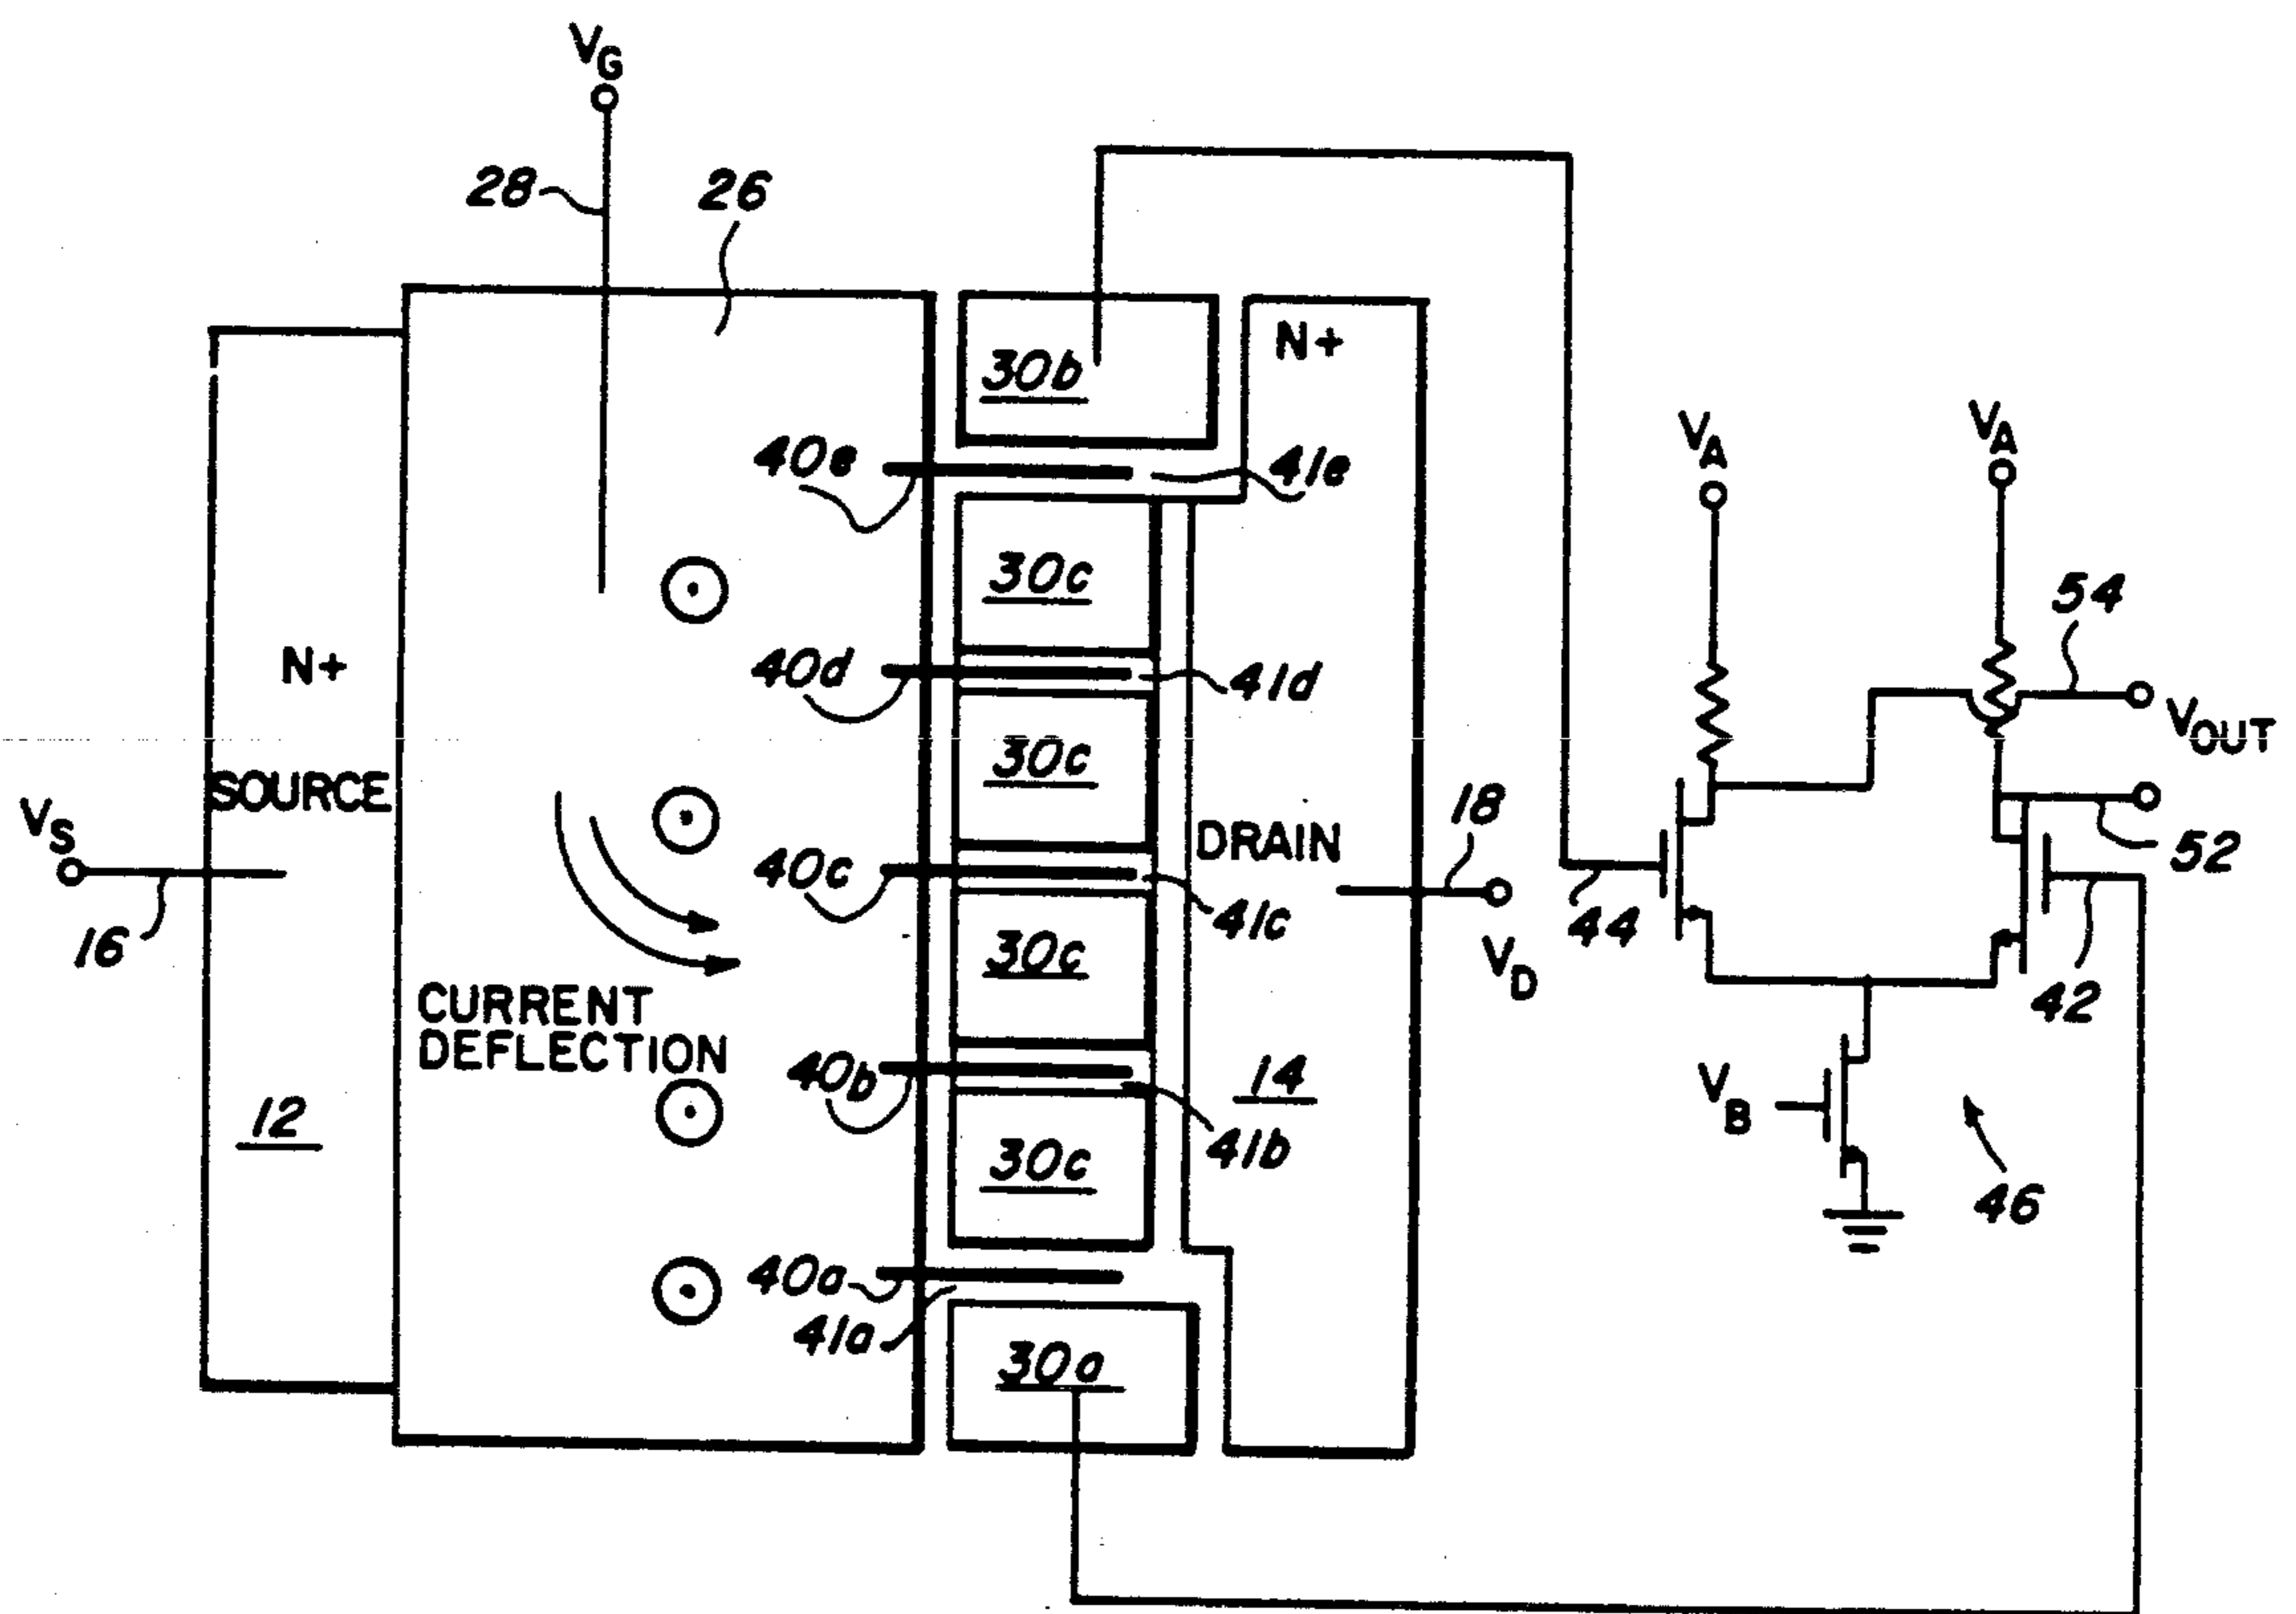 VG
28
26
30b
N+
VA
VA
40e
41e
30c
54
N+
40d
41d
VOUT
30c
SOURCE
VS
18
DRAIN
52
40c
41c
44
16
30c
VD
42
CURRENT
DEFLECTION
40b
14
VB
12
41b
30c
46
40a
41a
30a